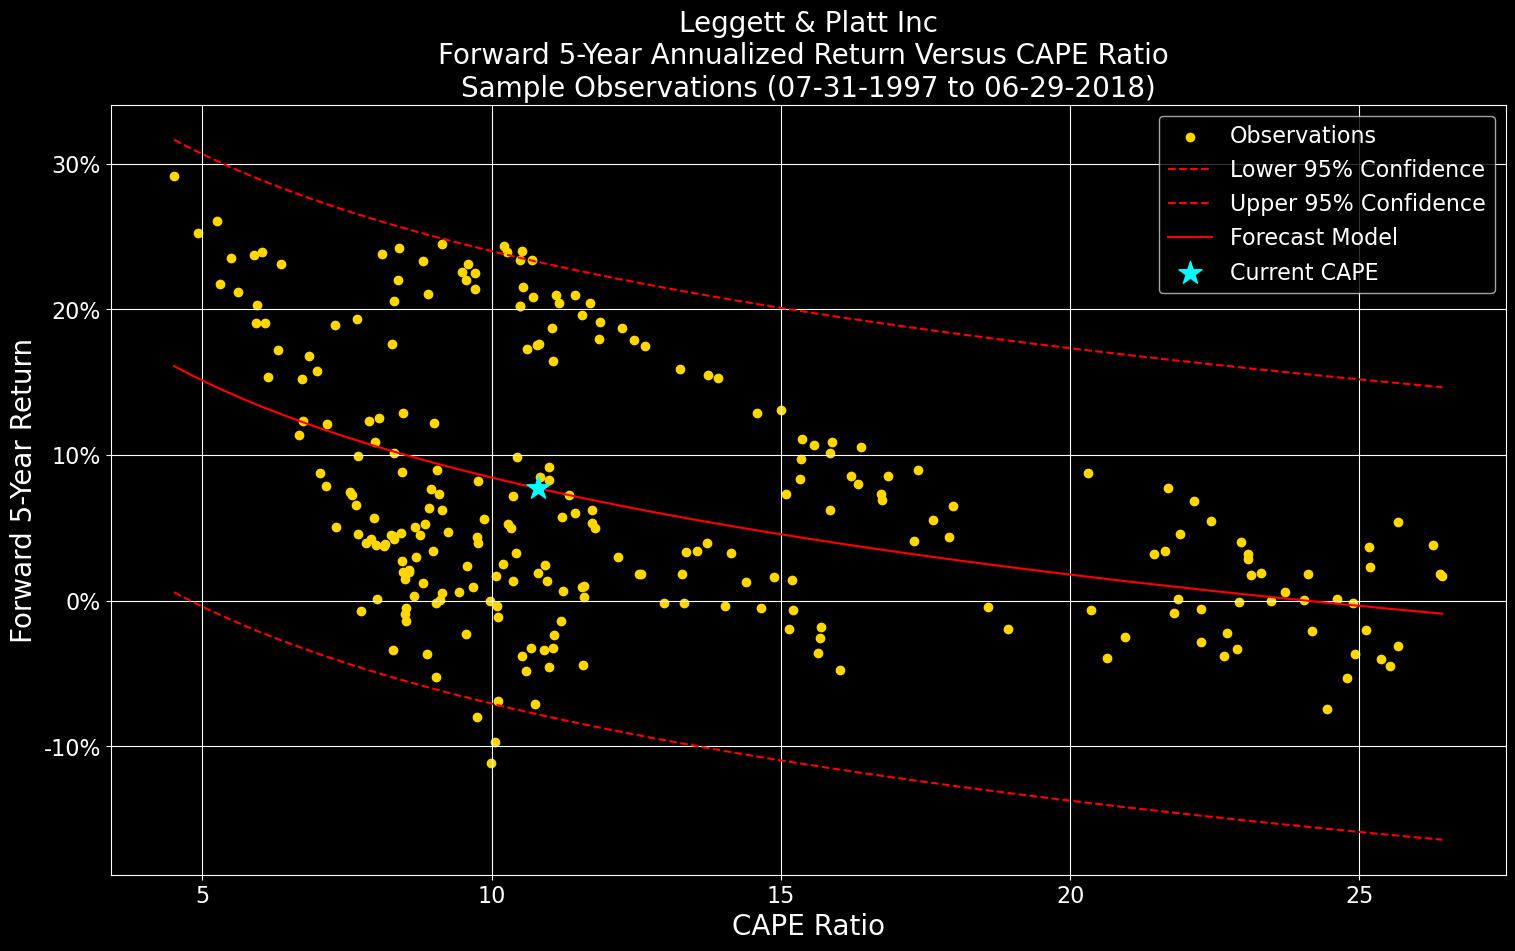 Leggett & Platt Inc
Forward 5-Year Annualized Return Versus CAPE Ratio
Sample Observations (07-31-1997 to 06-29-2018)
Observations
Lower 95% Confidence
Upper 95% Confidence
Forecast Model
Current CAPE
Forward 5-Year Return
30%
20%
10%
0%
-10%
5
10
15
20
25
CAPE Ratio